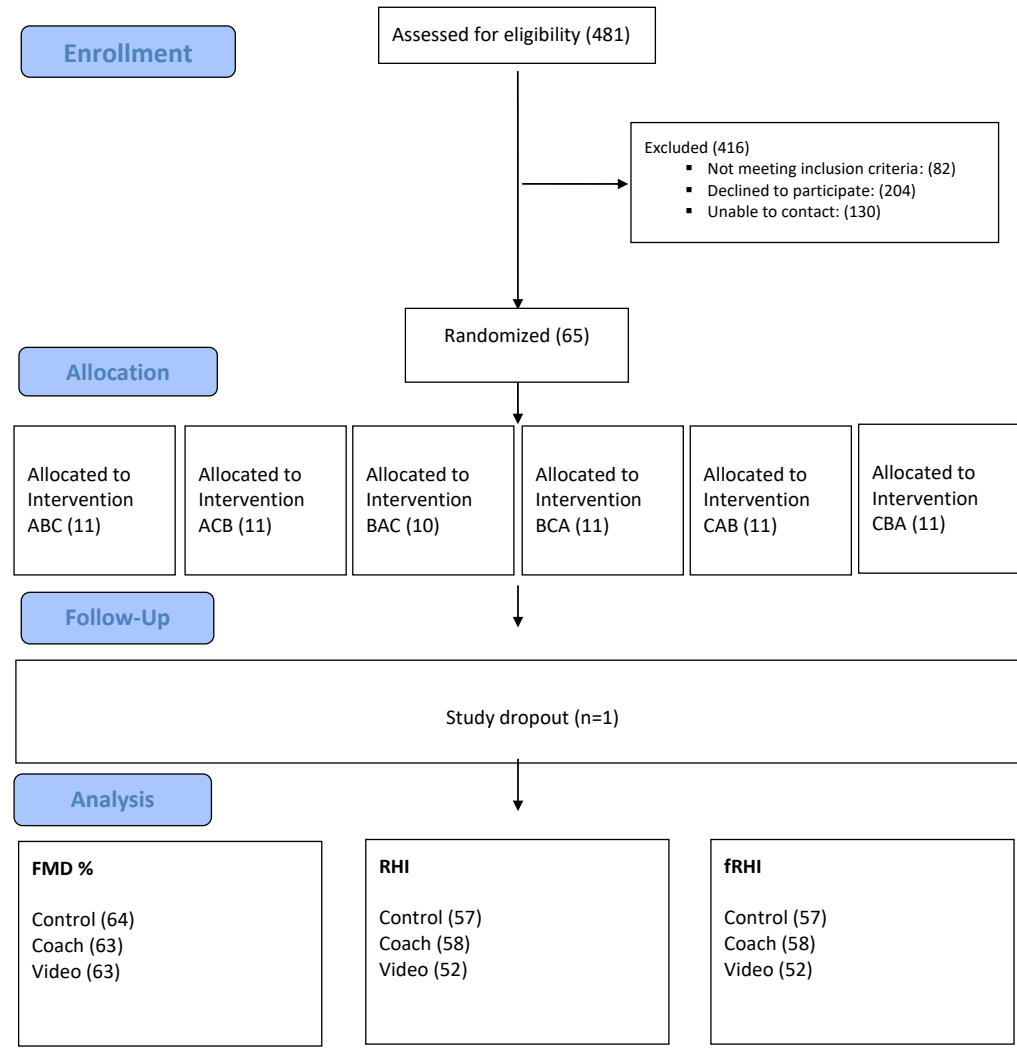 Enrollment
Assessed for eligibility (481)
Excluded (416)
▪ Not meeting inclusion criteria: (82)
▪ Declined to participate: (204)
▪ Unable to contact: (130)
Randomized (65)
Allocation
Allocated to
Intervention
ABC (11)
Allocated to
Intervention
ACB (11)
Allocated to
Intervention
BAC (10)
Allocated to
Intervention
BCA (11)
Allocated to
Intervention
CAB (11)
Allocated to
Intervention
CBA (11)
Follow-Up
Study dropout (n=1)
Analysis
FMD %
Control (64)
Coach (63)
Video (63)
RHI
Control (57)
Coach (58)
Video (52)
fRHI
Control (57)
Coach (58)
Video (52)